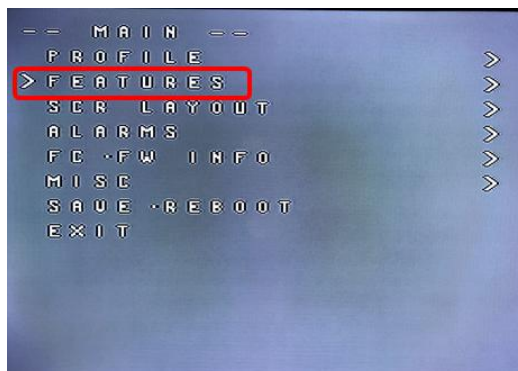 -- MAIN --
PROFILE >
> FEATURES >
SCR LAYOUT >
ALARMS >
FC·FW INFO >
MISC >
SAVE·REBOOT
EXIT